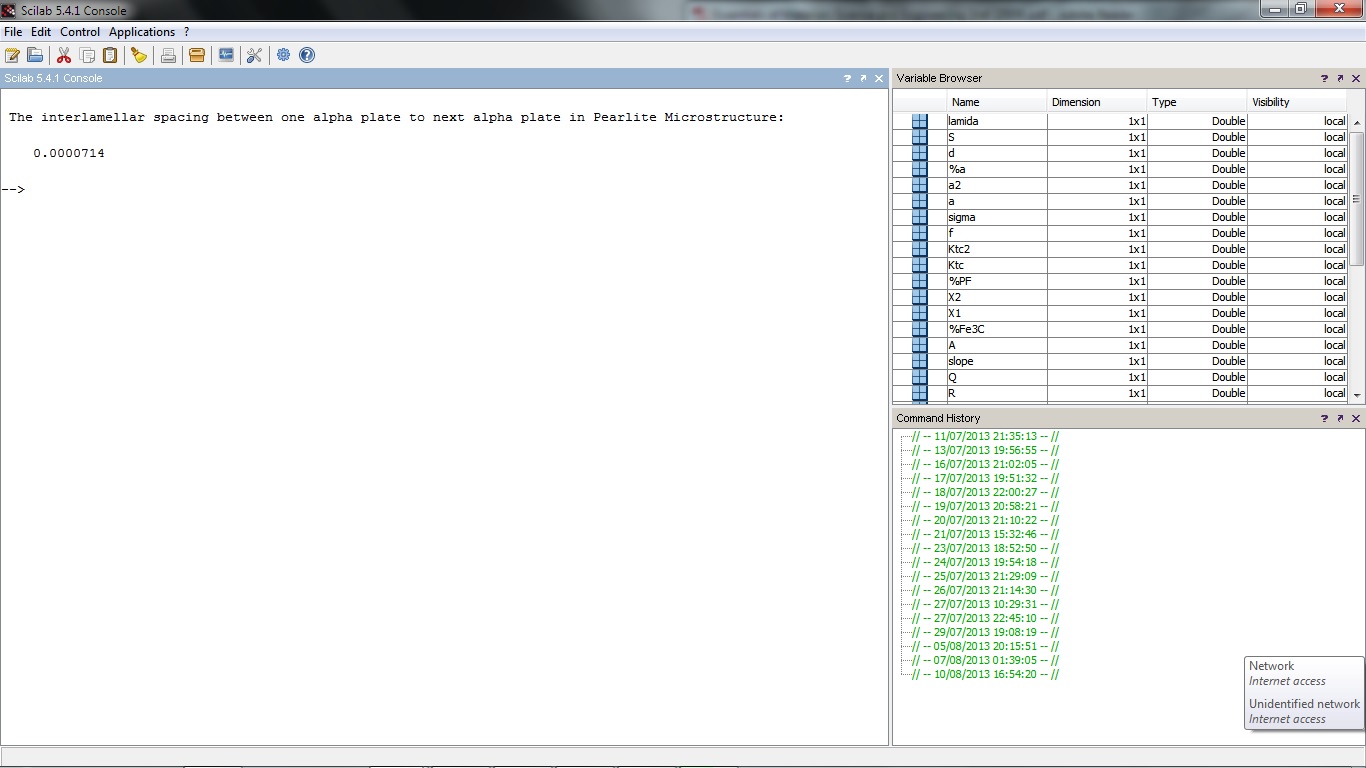 Scilab 5.4.1 Console
File Edit Control Applications ?
Scilab 5.4.1 Console
The interlamellar spacing between one alpha plate to next alpha plate in Pearlite Microstructure:
0.0000714
-->
Variable Browser
Name Dimension Type Visibility
lamida 1x1 Double local
S 1x1 Double local
d 1x1 Double local
%a 1x1 Double local
a2 1x1 Double local
a 1x1 Double local
sigma 1x1 Double local
f 1x1 Double local
Ktc2 1x1 Double local
Ktc 1x1 Double local
%PF 1x1 Double local
X2 1x1 Double local
X1 1x1 Double local
%Fe3C 1x1 Double local
A 1x1 Double local
slope 1x1 Double local
Q 1x1 Double local
R 1x1 Double local
Command History
// -- 11/07/2013 21:35:13 -- //
// -- 13/07/2013 19:56:55 -- //
// -- 16/07/2013 21:02:05 -- //
// -- 17/07/2013 19:51:32 -- //
// -- 18/07/2013 22:00:27 -- //
// -- 19/07/2013 20:58:21 -- //
// -- 20/07/2013 21:10:22 -- //
// -- 21/07/2013 15:32:46 -- //
// -- 23/07/2013 18:52:50 -- //
// -- 24/07/2013 19:54:18 -- //
// -- 25/07/2013 21:29:09 -- //
// -- 26/07/2013 21:14:30 -- //
// -- 27/07/2013 10:29:31 -- //
// -- 27/07/2013 22:45:10 -- //
// -- 29/07/2013 19:08:19 -- //
// -- 05/08/2013 20:15:51 -- //
// -- 07/08/2013 01:39:05 -- //
// -- 10/08/2013 16:54:20 -- //
Network
Internet access
Unidentified network
Internet access